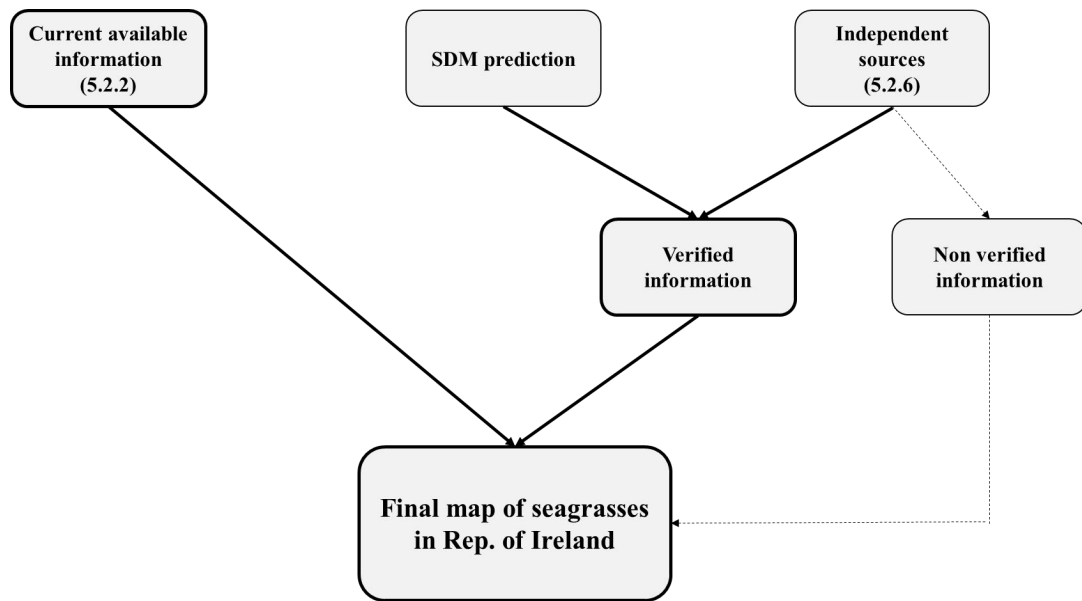 Current available
information
(5.2.2)
SDM prediction
Independent
sources
(5.2.6)
Verified
information
Non verified
information
Final map of seagrasses
in Rep. of Ireland